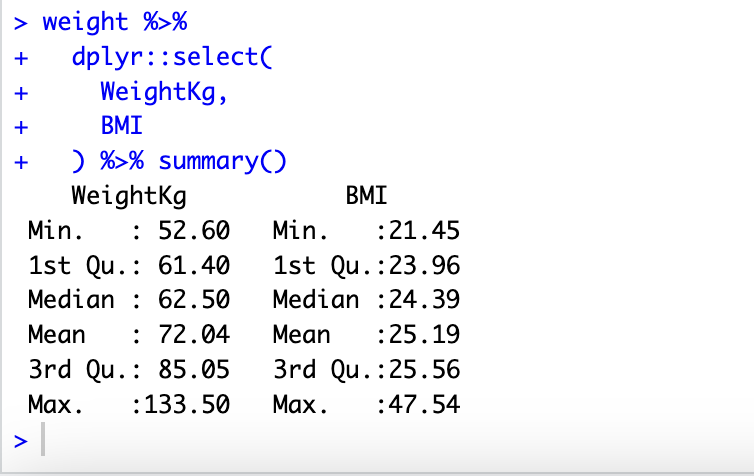 > weight %>%
+   dplyr::select(
+     WeightKg,
+     BMI
+   ) %>% summary()
    WeightKg           BMI
 Min.   : 52.60   Min.   :21.45
 1st Qu.: 61.40   1st Qu.:23.96
 Median : 62.50   Median :24.39
 Mean   : 72.04   Mean   :25.19
 3rd Qu.: 85.05   3rd Qu.:25.56
 Max.   :133.50   Max.   :47.54
>